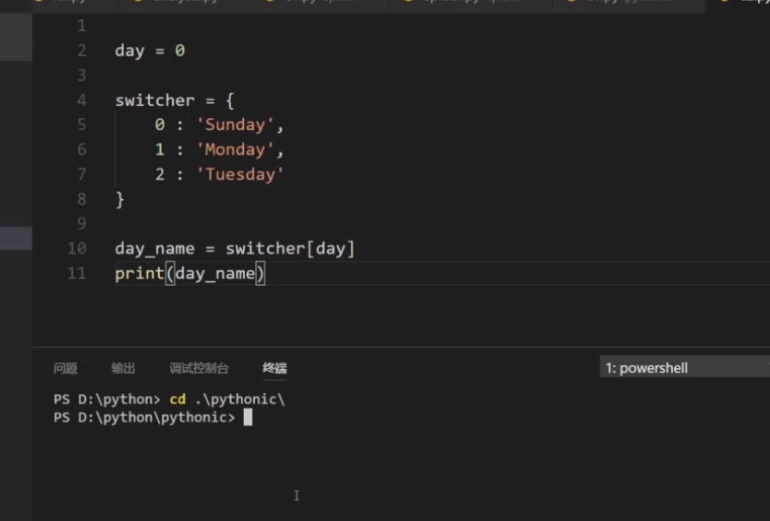 1
2 day = 0
3
4 switcher = {
5 0 : 'Sunday',
6 1 : 'Monday',
7 2 : 'Tuesday'
8 }
9
10 day_name = switcher[day]
11 print(day_name)
问题 输出 调试控制台 终端 1: powershell
PS D:\python> cd .\pythonic\
PS D:\python\pythonic>